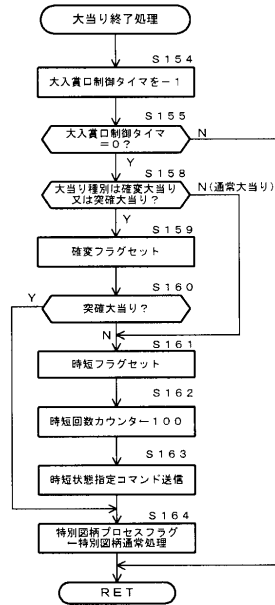 大当り終了処理
S154
大入賞口制御タイマを－1
S155
大入賞口制御タイマ
＝0？
N
Y
S158
大当り種別は確変大当り
又は突確大当り？
N(通常大当り)
Y
S159
確変フラグセット
S160
Y
突確大当り？
N
S161
時短フラグセット
S162
時短回数カウンター100
S163
時短状態指定コマンド送信
S164
特別図柄プロセスフラグ
ー特別図柄通常処理
RET